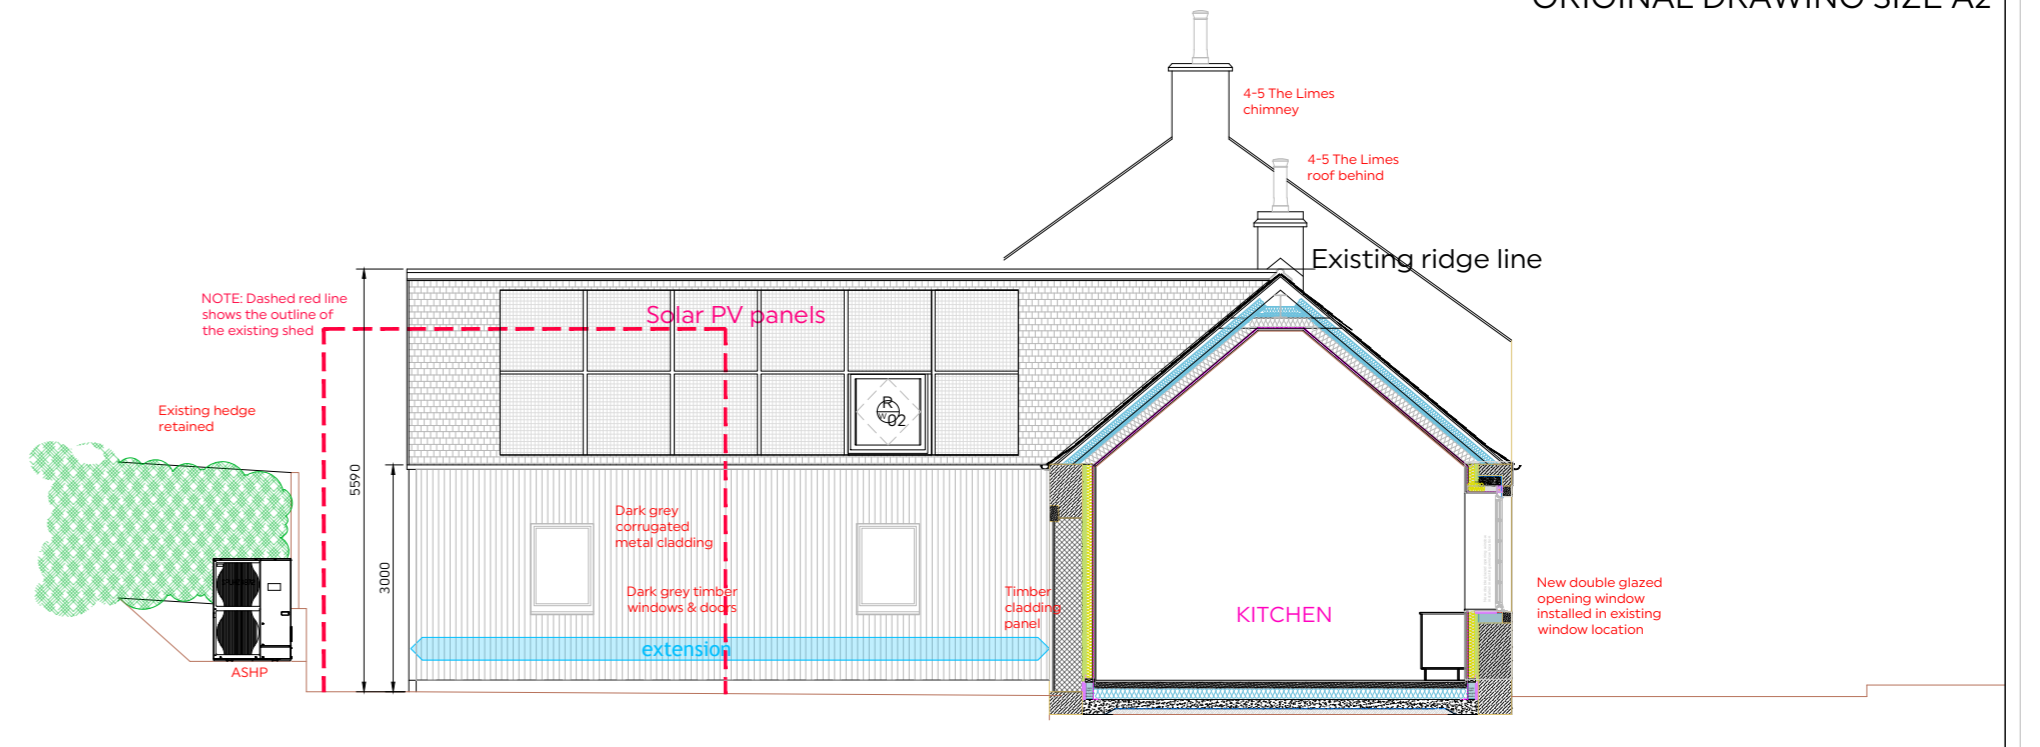 ORIGINAL DRAWING SIZE A2
4-5 The Limes
chimney
4-5 The Limes
roof behind
Existing ridge line
NOTE: Dashed red line
shows the outline of
the existing shed
Solar PV panels
Existing hedge
retained
R
W
02
5590
3000
Dark grey
corrugated
metal cladding
Dark grey timber
windows & doors
Timber
cladding
panel
extension
KITCHEN
New double glazed
opening window
installed in existing
window location
ASHP